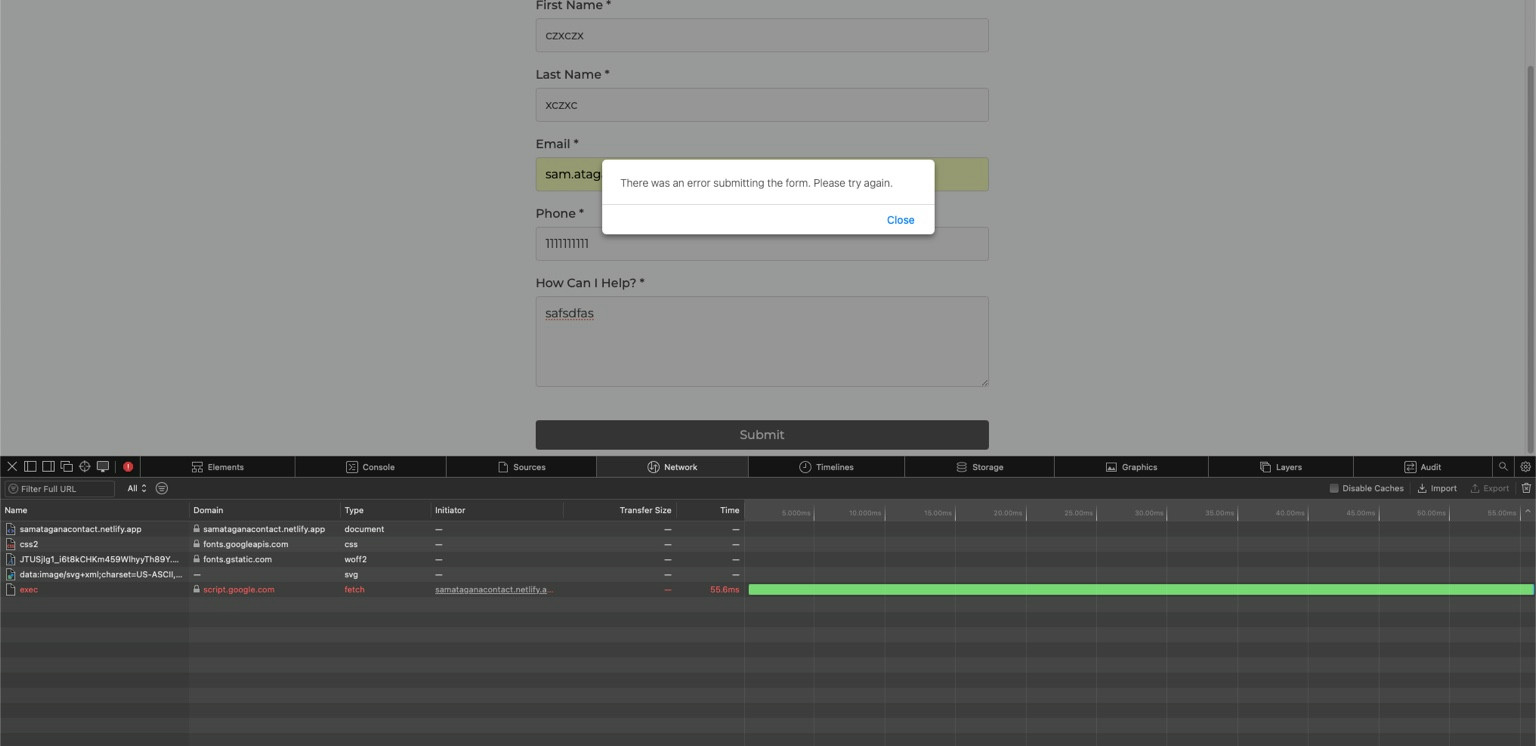 First Name *
czxczx
Last Name *
xczxc
Email *
sam.atag
There was an error submitting the form. Please try again.
Close
Phone *
1111111111
How Can I Help? *
safsdfas
Submit
Elements Console Sources Network Timelines Storage Graphics Layers Audit
Filter Full URL All Disable Caches Import Export
Name Domain Type Initiator Transfer Size Time 5.000ms 10.000ms 15.00ms 20.00ms 25.00ms 30.00ms 35.00ms 40.00ms 45.00ms 50.00ms 55.00ms
samataganacontact.netlify.app samataganacontact.netlify.app document — — —
css2 fonts.googleapis.com css — — —
JTUSjIg1_i6t8kCHKm459WlhyyTh89Y.... fonts.gstatic.com woff2 — — —
data:image/svg+xml;charset=US-ASCII,... — svg — — —
exec script.google.com fetch samataganacontact.netlify.a... — 55.6ms